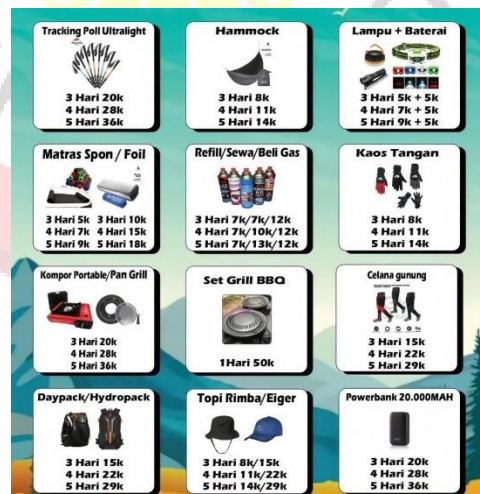 Tracking Poll Ultralight
3 Hari 20k
4 Hari 28k
5 Hari 36k
Hammock
3 Hari 8k
4 Hari 11k
5 Hari 14k
Lampu + Baterai
3 Hari 5k + 5k
4 Hari 7k + 5k
5 Hari 9k + 5k
Matras Spon / Foil
3 Hari 5k 3 Hari 10k
4 Hari 7k 4 Hari 15k
5 Hari 9k 5 Hari 18k
Refill/Sewa/Beli Gas
3 Hari 7k/7k/12k
4 Hari 7k/10k/12k
5 Hari 7k/13k/12k
Kaos Tangan
3 Hari 8k
4 Hari 11k
5 Hari 14k
Kompor Portable/Pan Grill
3 Hari 20k
4 Hari 28k
5 Hari 36k
Set Grill BBQ
1Hari 50k
Celana gunung
3 Hari 15k
4 Hari 22k
5 Hari 29k
Daypack/Hydropack
3 Hari 15k
4 Hari 22k
5 Hari 29k
Topi Rimba/Eiger
3 Hari 8k/15k
4 Hari 11k/22k
5 Hari 14k/29k
Powerbank 20.000MAH
3 Hari 20k
4 Hari 28k
5 Hari 36k